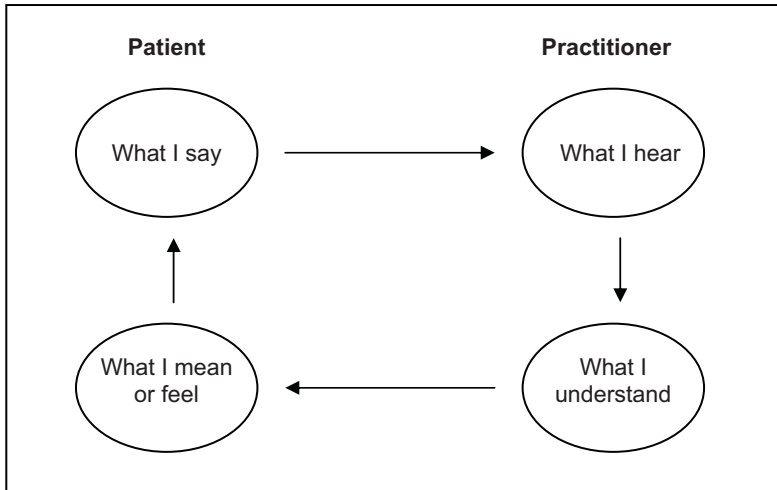 Patient
Practitioner
What I say
What I hear
What I mean
or feel
What I
understand